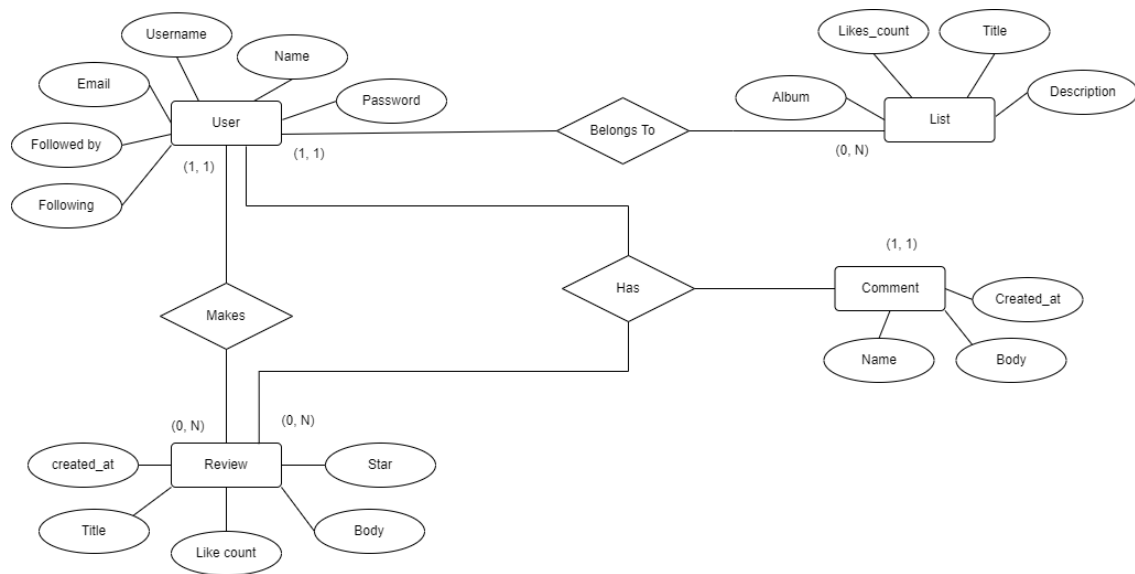 Username
Likes_count
Title
Name
Email
Password
Album
Description
User
List
Belongs To
Followed by
(1, 1)
(1, 1)
(0, N)
Following
(1, 1)
Has
Comment
Created_at
Makes
Name
Body
(0, N)
(0, N)
created_at
Review
Star
Title
Like count
Body